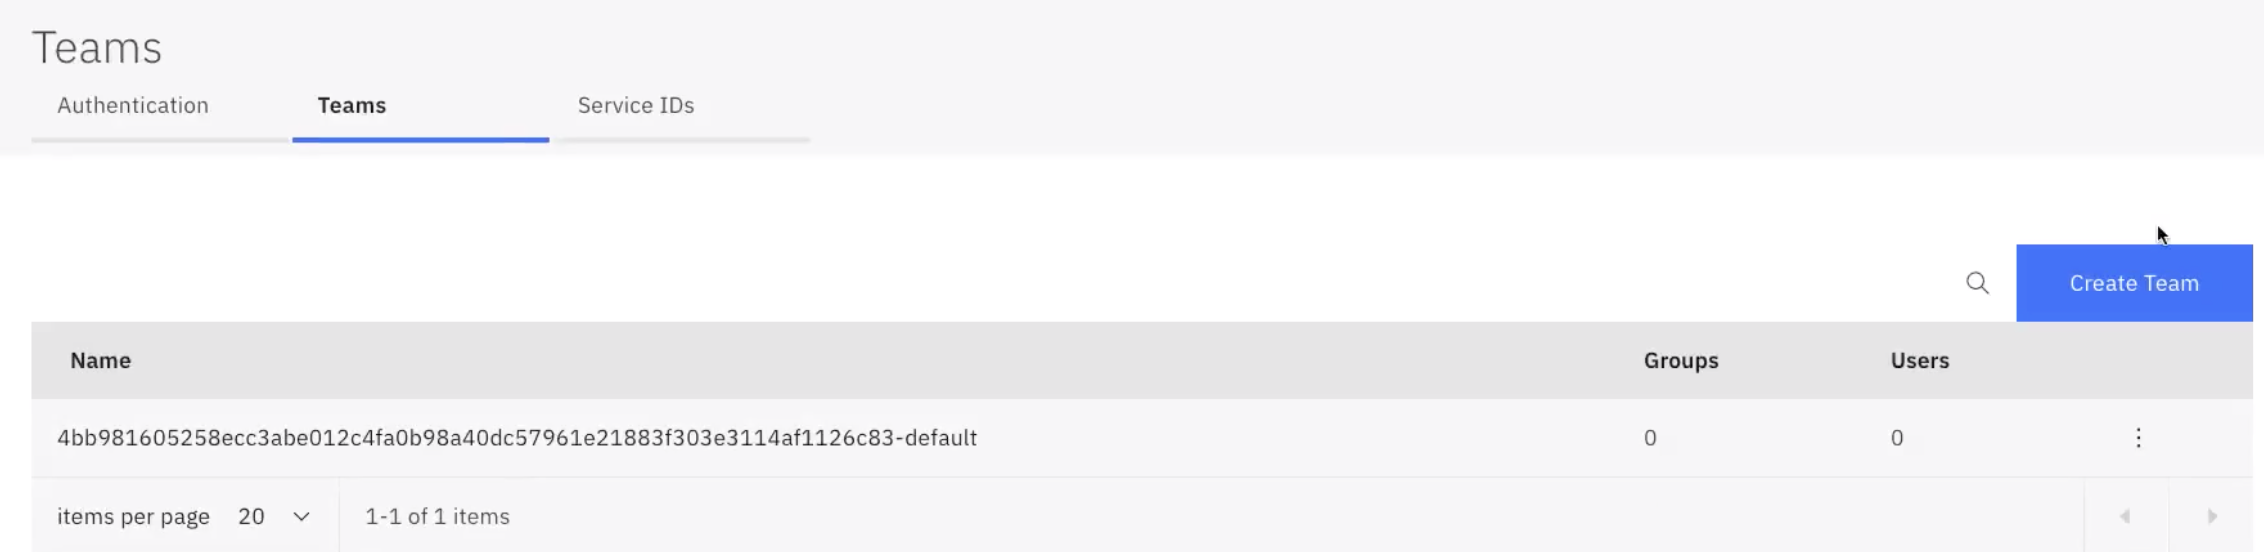 Teams
Authentication Teams Service IDs
Create Team
Name Groups Users
4bb981605258ecc3abe012c4fa0b98a40dc57961e21883f303e3114af1126c83-default 0 0
items per page 20 1-1 of 1 items